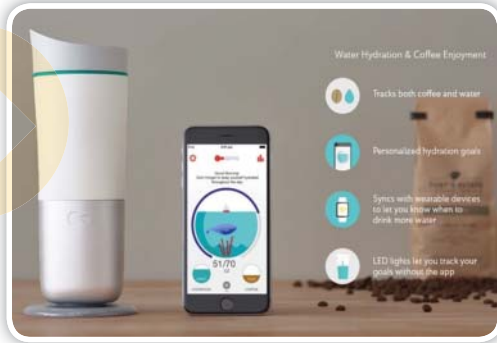 Water Hydration & Coffee Enjoyment
Tracks both coffee and water
Personalized hydration goals
Syncs with wearable devices
to let you know when to
drink more water
LED lights let you track your
goals without the app
51/70